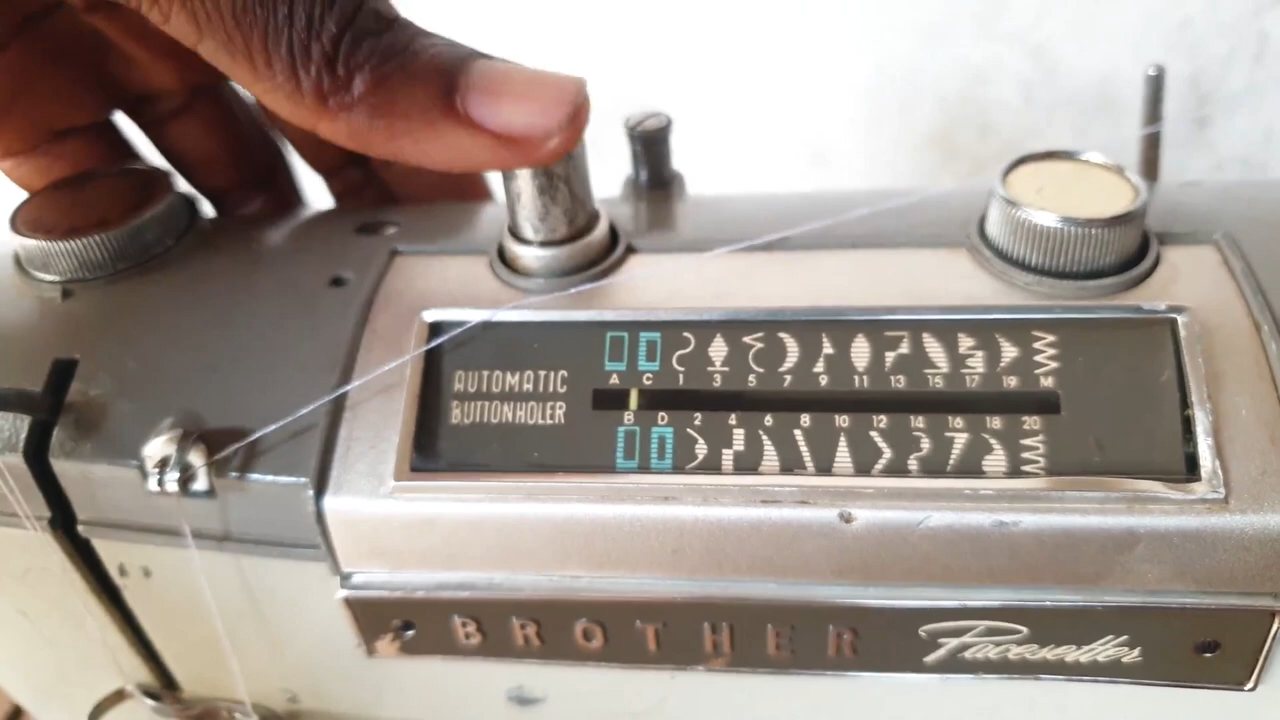 A C 1 3 5 7 9 11 13 15 17 19 M
AUTOMATIC
BUTTONHOLER
B D 2 4 6 8 10 12 14 16 18 20
BROTHER Pacesetter